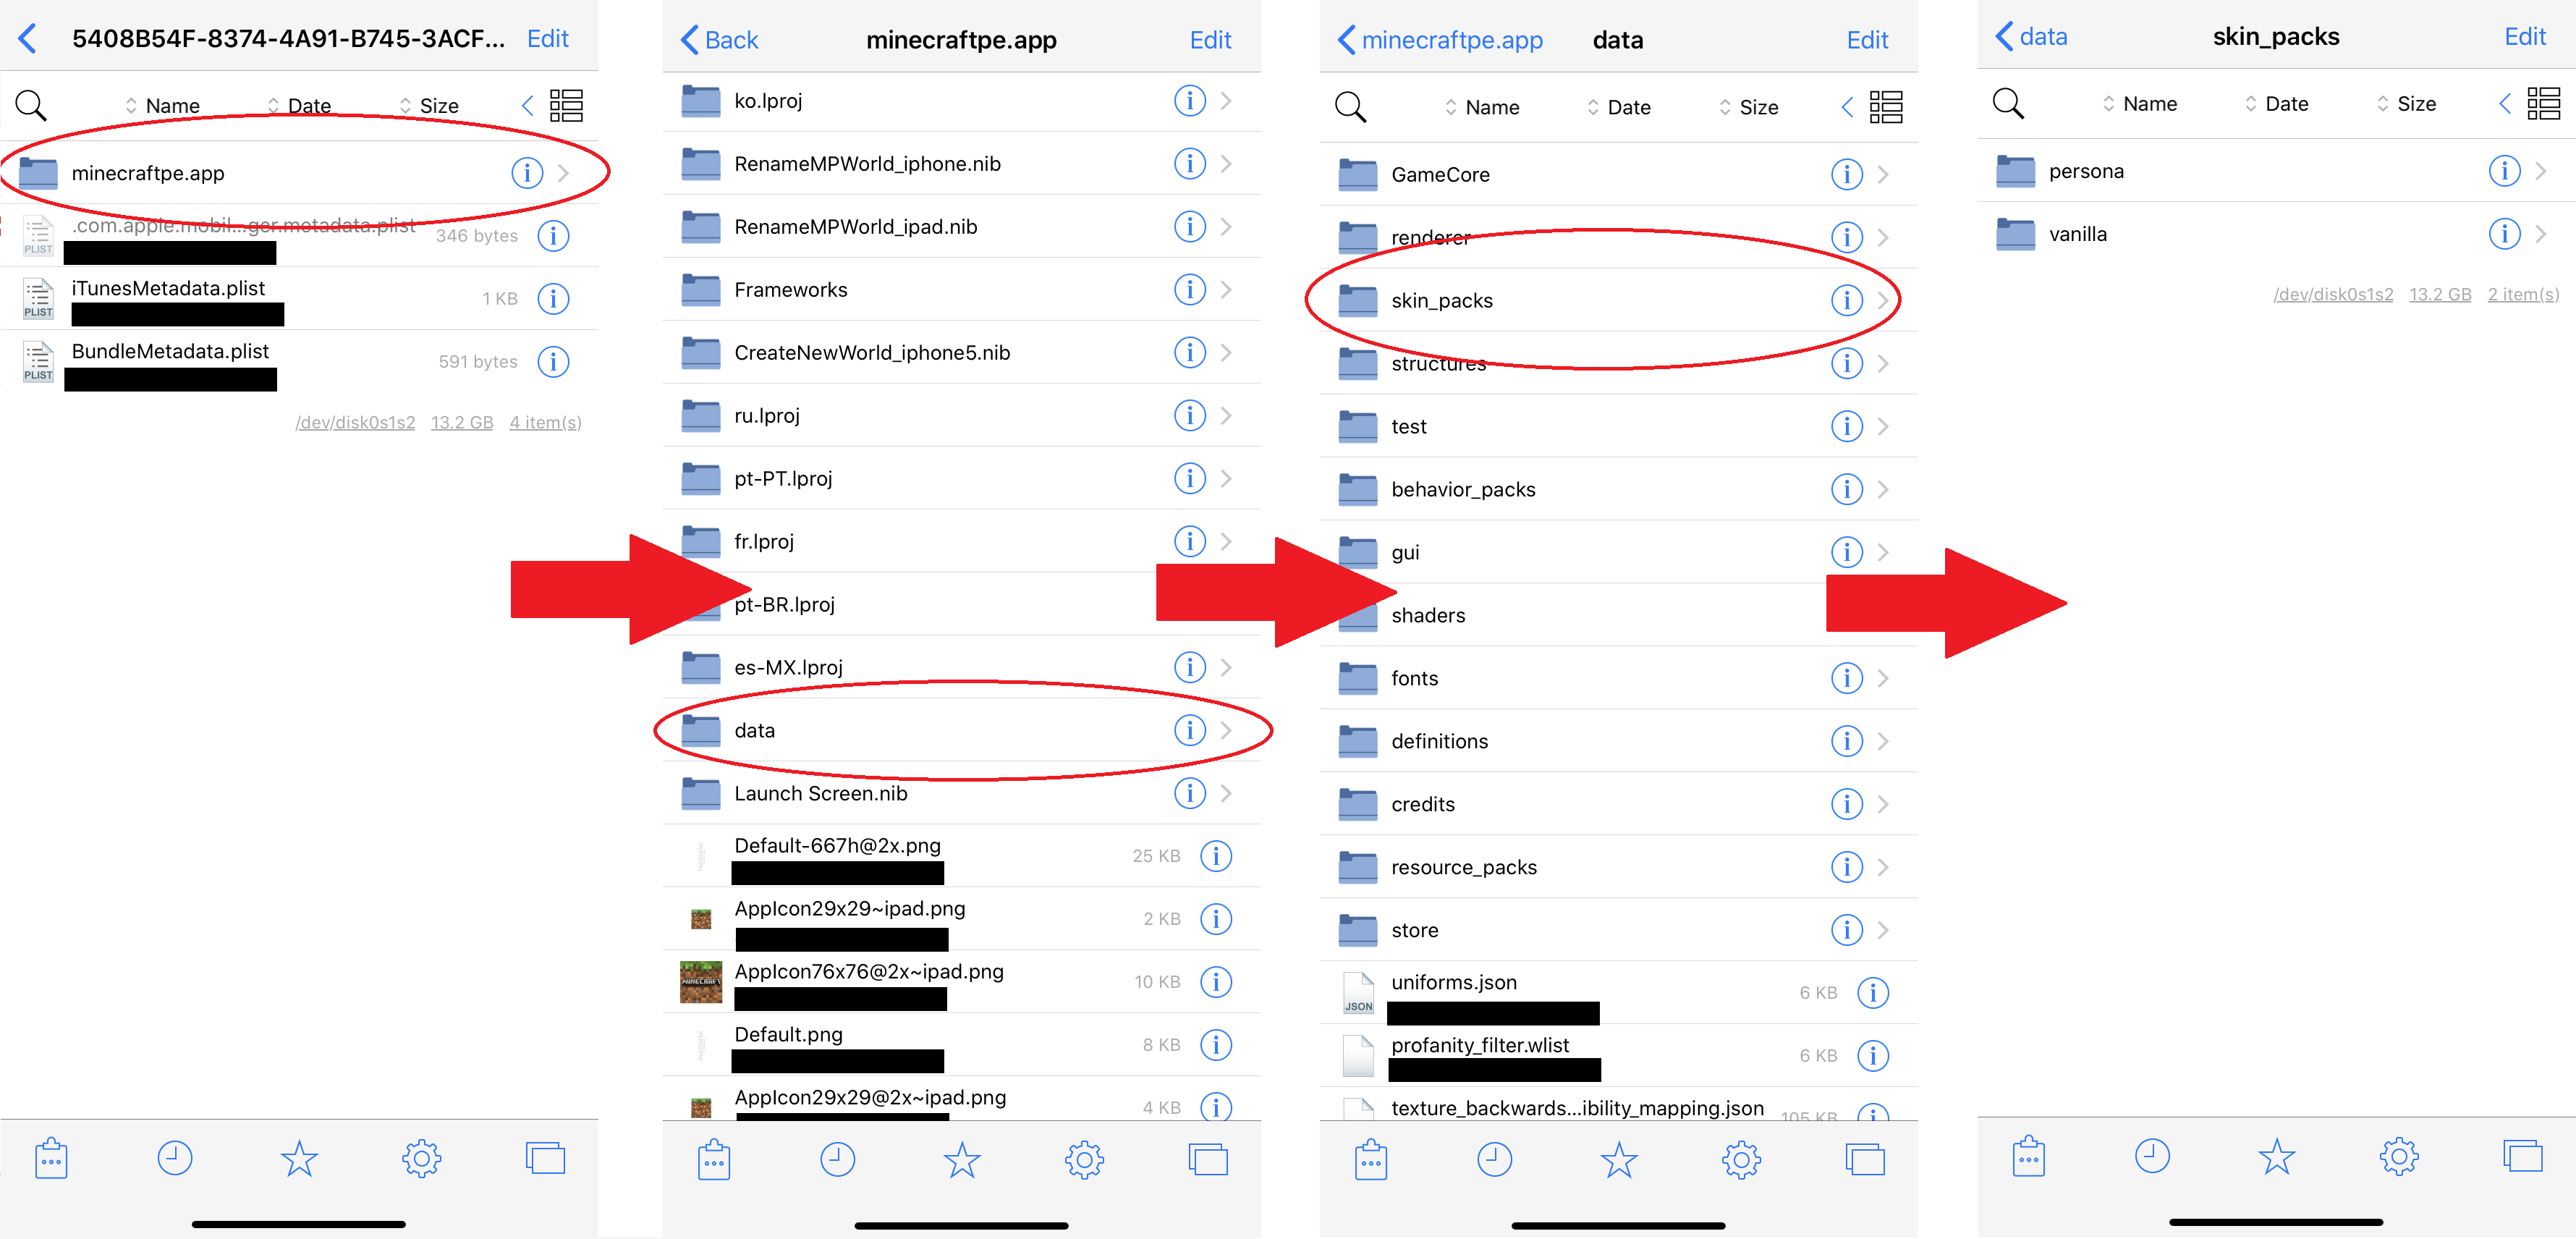 5408B54F-8374-4A91-B745-3ACF... Edit
Name Date Size
minecraftpe.app
.com.apple.mobil...ger.metadata.plist 346 bytes
PLIST
iTunesMetadata.plist 1 KB
PLIST
BundleMetadata.plist 591 bytes
PLIST
/dev/disk0s1s2 13.2 GB 4 item(s)
Back minecraftpe.app Edit
ko.lproj
RenameMPWorld_iphone.nib
RenameMPWorld_ipad.nib
Frameworks
CreateNewWorld_iphone5.nib
ru.lproj
pt-PT.lproj
fr.lproj
pt-BR.lproj
es-MX.lproj
data
Launch Screen.nib
Default-667h@2x.png 25 KB
AppIcon29x29~ipad.png 2 KB
AppIcon76x76@2x~ipad.png 10 KB
MINECRAFT
Default.png 8 KB
AppIcon29x29@2x~ipad.png 4 KB
minecraftpe.app data Edit
Name Date Size
GameCore
renderer
skin_packs
structures
test
behavior_packs
gui
shaders
fonts
definitions
credits
resource_packs
store
uniforms.json 6 KB
JSON
profanity_filter.wlist 6 KB
texture_backwards...ibility_mapping.json 105 KB
data skin_packs Edit
Name Date Size
persona
vanilla
/dev/disk0s1s2 13.2 GB 2 item(s)